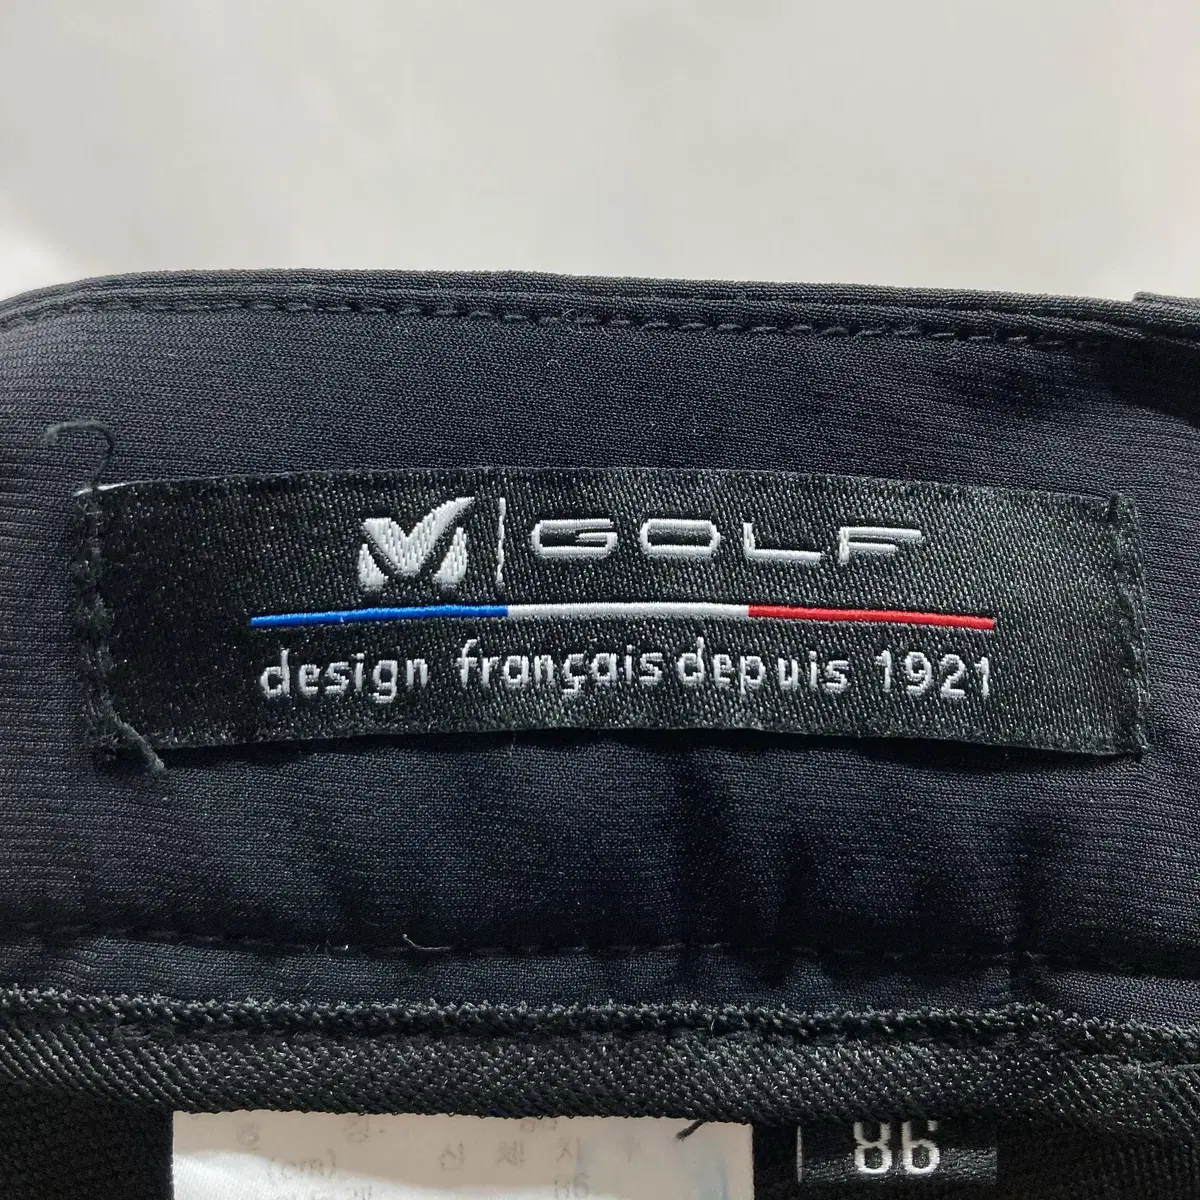 M | GOLF
design français depuis 1921
86